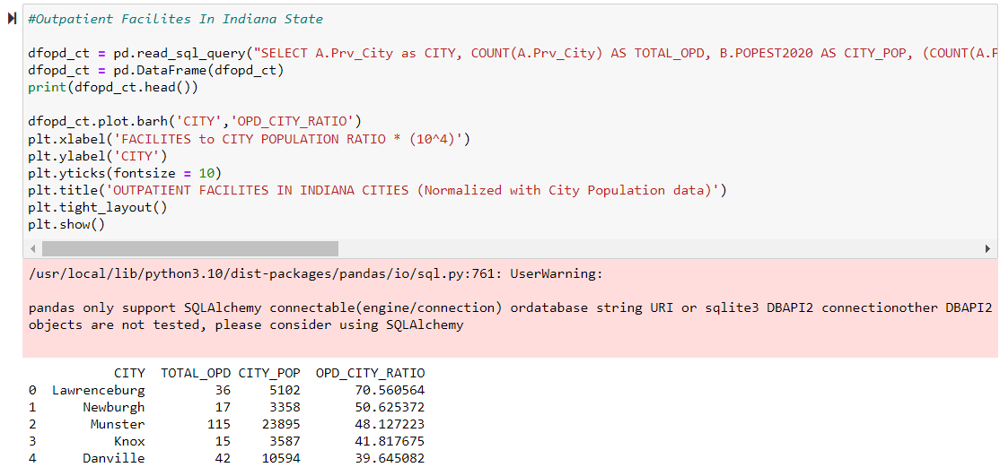 #Outpatient Facilites In Indiana State
dfopd_ct = pd.read_sql_query("SELECT A.Prv_City as CITY, COUNT(A.Prv_City) AS TOTAL_OPD, B.POPEST2020 AS CITY_POP, (COUNT(A.P
dfopd_ct = pd.DataFrame(dfopd_ct)
print(dfopd_ct.head())
dfopd_ct.plot.barh('CITY','OPD_CITY_RATIO')
plt.xlabel('FACILITES to CITY POPULATION RATIO * (10^4)')
plt.ylabel('CITY')
plt.yticks(fontsize = 10)
plt.title('OUTPATIENT FACILITES IN INDIANA CITIES (Normalized with City Population data)')
plt.tight_layout()
plt.show()
/usr/local/lib/python3.10/dist-packages/pandas/io/sql.py:761: UserWarning:
pandas only support SQLAlchemy connectable(engine/connection) ordatabase string URI or sqlite3 DBAPI2 connectionother DBAPI2
objects are not tested, please consider using SQLAlchemy
CITY TOTAL_OPD CITY_POP OPD_CITY_RATIO
0 Lawrenceburg 36 5102 70.560564
1 Newburgh 17 3358 50.625372
2 Munster 115 23895 48.127223
3 Knox 15 3587 41.817675
4 Danville 42 10594 39.645082